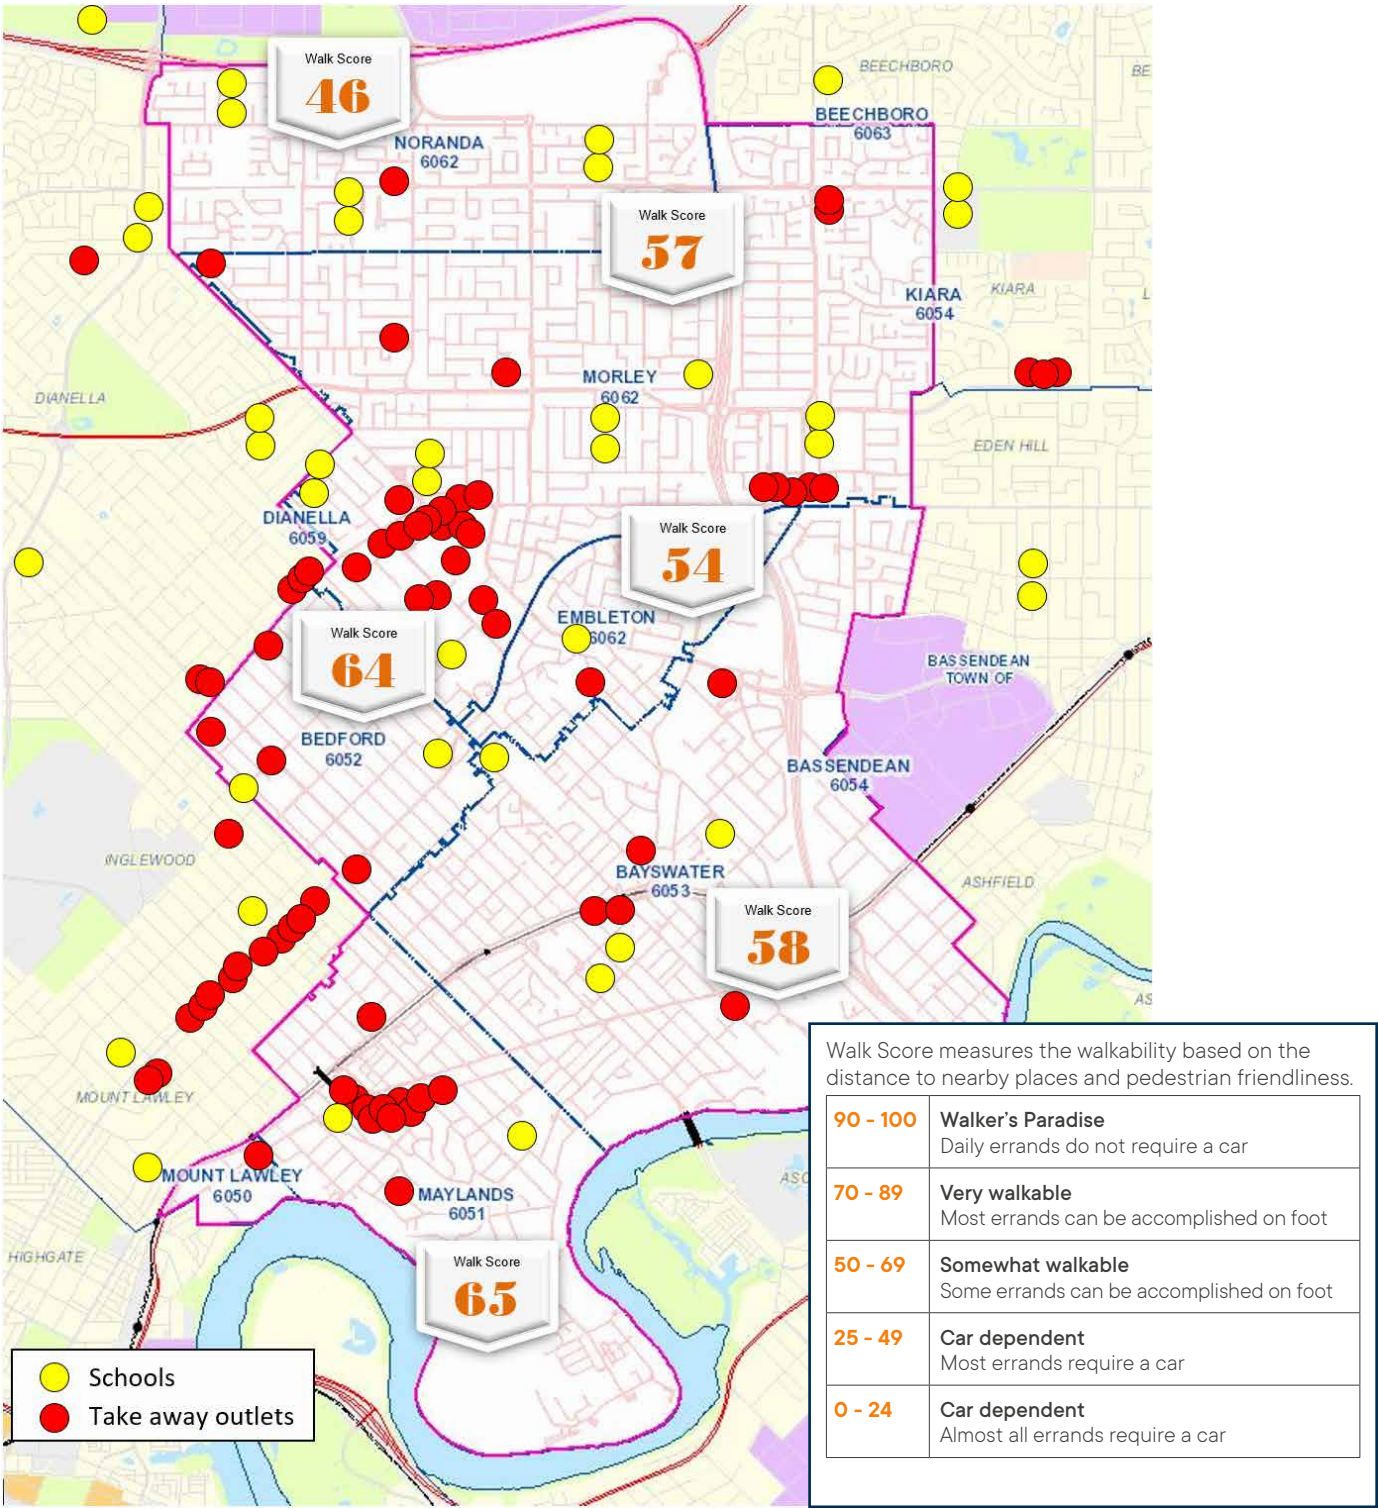 Walk Score
46
BEECHBORO
BE
BEECHBORO
6063
NORANDA
6062
Walk Score
57
KIARA
6054
KIARA
L
MORLEY
6062
DIANELLA
EDEN HILL
DIANELLA
6059
Walk Score
54
EMBLETON
6062
Walk Score
64
BASSENDEAN
TOWN OF
BEDFORD
6052
BASSENDEAN
6054
INGLEWOOD
BAYSWATER
6053
ASHFIELD
Walk Score
58
AS
MOUNT LAWLEY
MOUNT LAWLEY
6050
MAYLANDS
6051
ASC
HIGHGATE
Walk Score
65
Schools
Take away outlets
Walk Score measures the walkability based on the
distance to nearby places and pedestrian friendliness.
90 - 100 Walker's Paradise
Daily errands do not require a car
70 - 89 Very walkable
Most errands can be accomplished on foot
50 - 69 Somewhat walkable
Some errands can be accomplished on foot
25 - 49 Car dependent
Most errands require a car
0 - 24 Car dependent
Almost all errands require a car